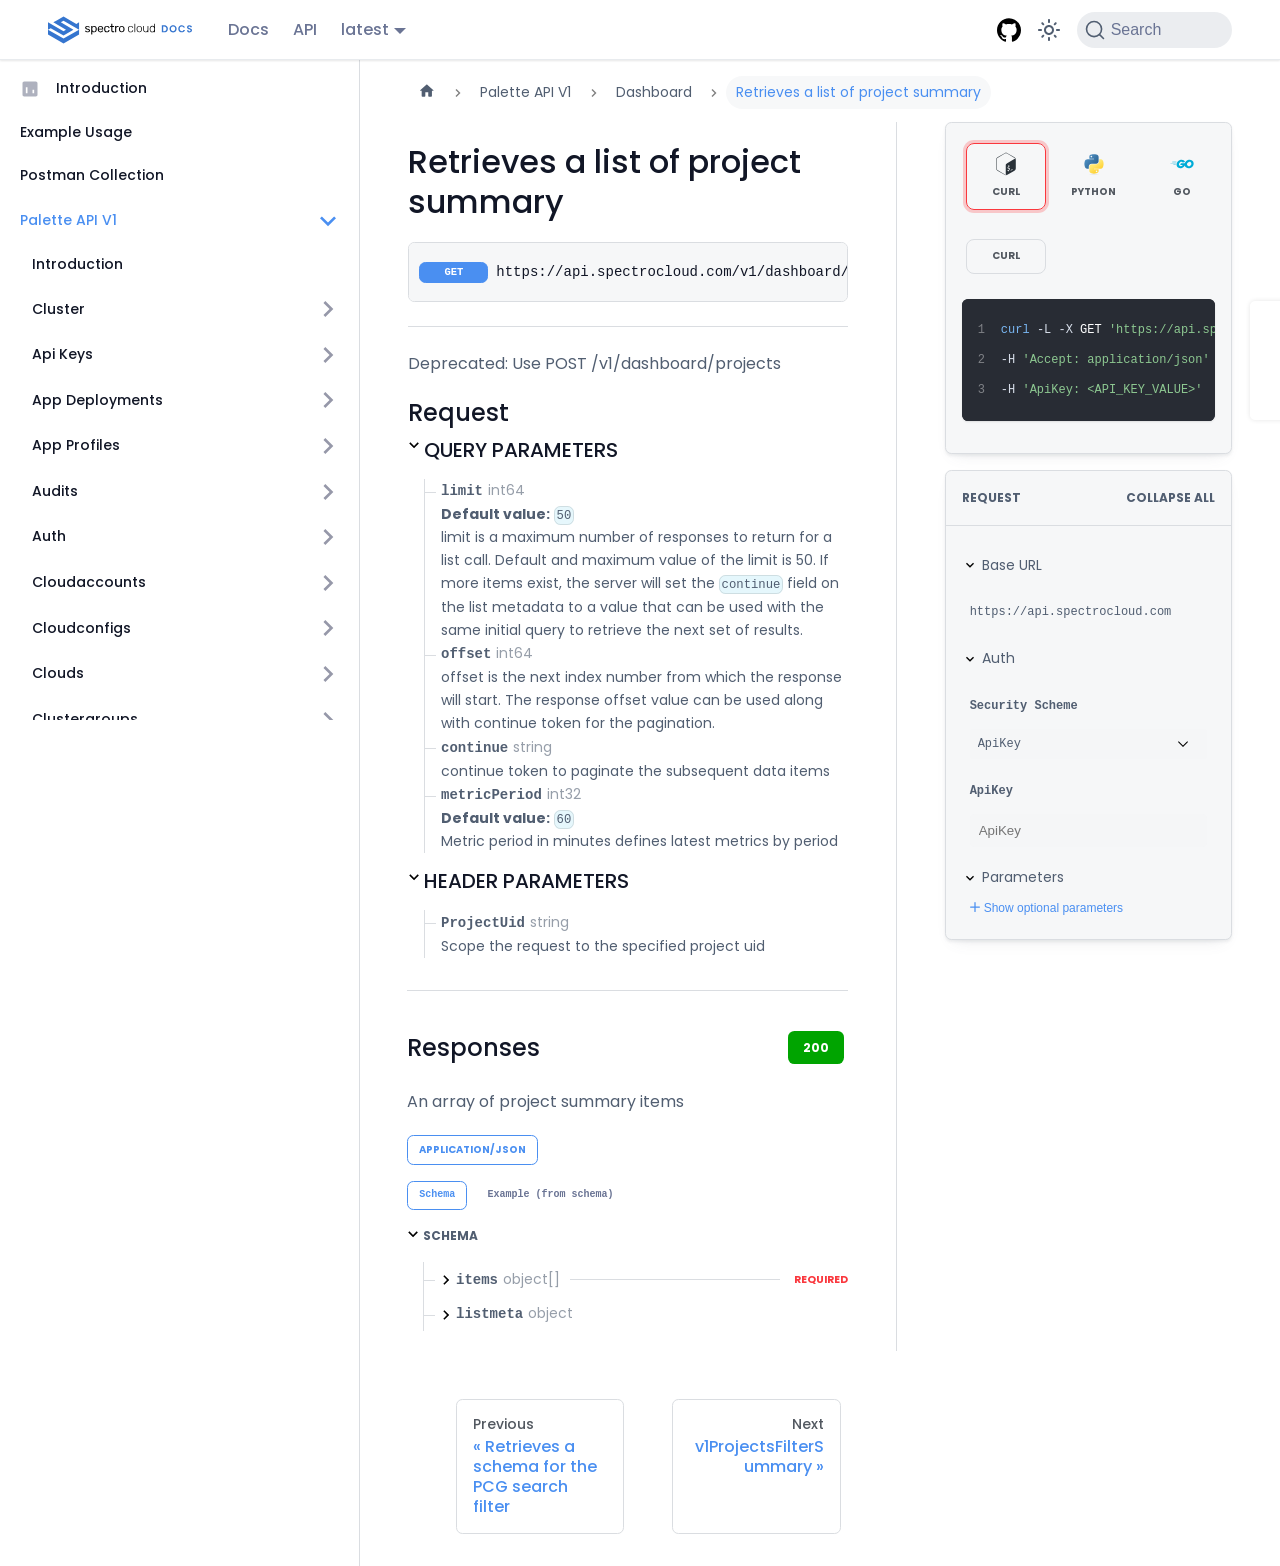 spectro cloud DOCS
Docs
API
latest
Search
Introduction
Example Usage
Postman Collection
Palette API V1
Introduction
Cluster
Api Keys
App Deployments
App Profiles
Audits
Auth
Cloudaccounts
Cloudconfigs
Clouds
Clustergroups
Palette API V1
Dashboard
Retrieves a list of project summary
Retrieves a list of project
summary
GET https://api.spectrocloud.com/v1/dashboard/
Deprecated: Use POST /v1/dashboard/projects
Request
QUERY PARAMETERS
limit int64
Default value: 50
limit is a maximum number of responses to return for a
list call. Default and maximum value of the limit is 50. If
more items exist, the server will set the continue field on
the list metadata to a value that can be used with the
same initial query to retrieve the next set of results.
offset int64
offset is the next index number from which the response
will start. The response offset value can be used along
with continue token for the pagination.
continue string
continue token to paginate the subsequent data items
metricPeriod int32
Default value: 60
Metric period in minutes defines latest metrics by period
HEADER PARAMETERS
ProjectUid string
Scope the request to the specified project uid
Responses
200
An array of project summary items
APPLICATION/JSON
Schema
Example (from schema)
SCHEMA
items object[] REQUIRED
listmeta object
Previous
« Retrieves a
schema for the
PCG search
filter
Next
v1ProjectsFilterS
ummary »
CURL
PYTHON
GO
CURL
1 curl -L -X GET 'https://api.sp
2 -H 'Accept: application/json'
3 -H 'ApiKey: <API_KEY_VALUE>'
REQUEST
COLLAPSE ALL
Base URL
https://api.spectrocloud.com
Auth
Security Scheme
ApiKey
ApiKey
ApiKey
Parameters
Show optional parameters